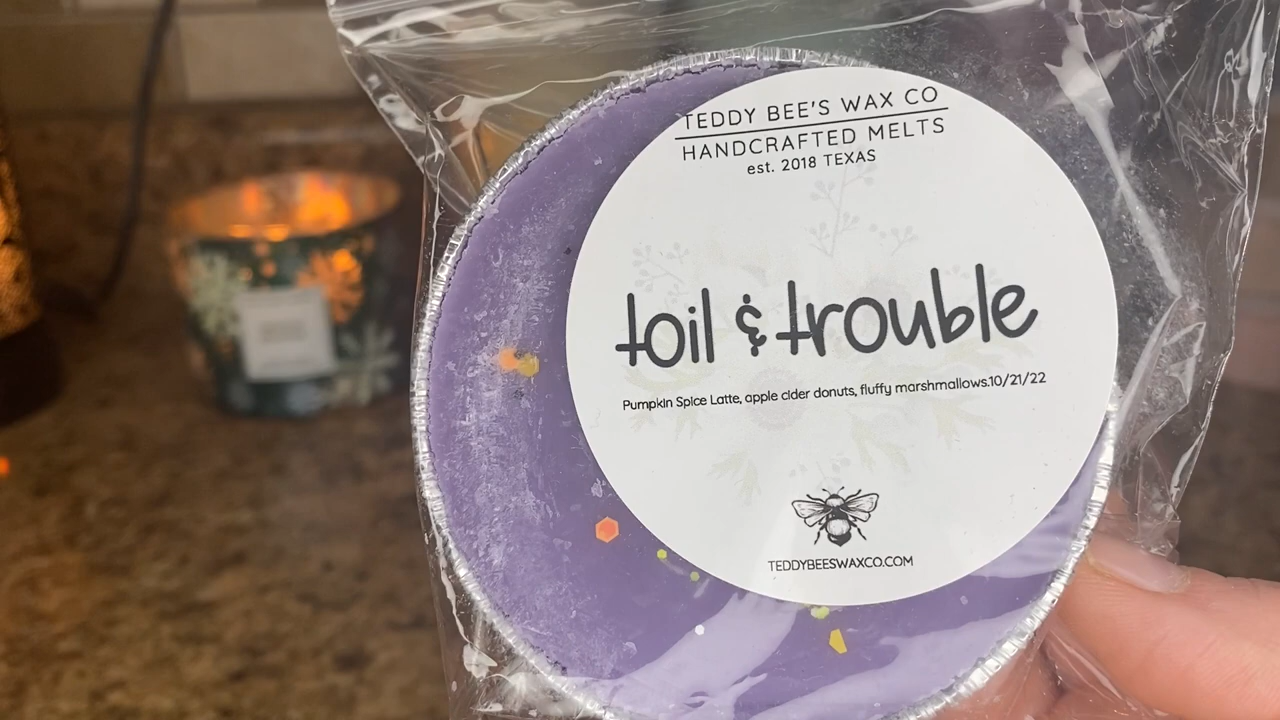 TEDDY BEE'S WAX CO
HANDCRAFTED MELTS
est. 2018 TEXAS
toil & trouble
Pumpkin Spice Latte, apple cider donuts, fluffy marshmallows.10/21/22
TEDDYBEESWAXCO.COM